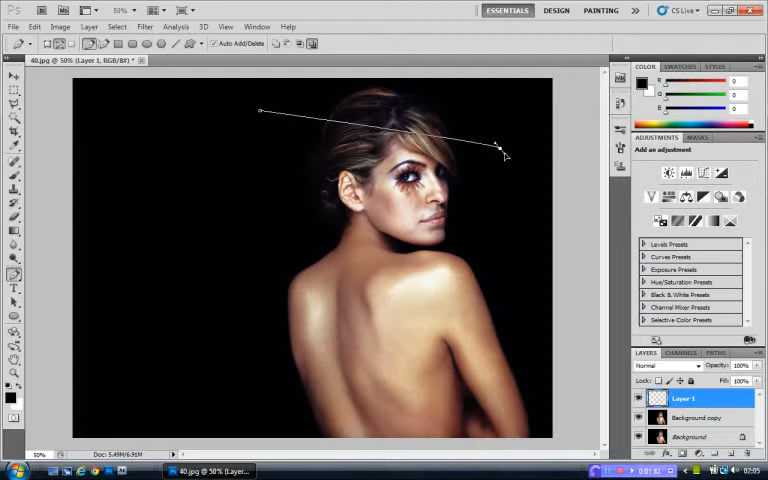 Ps Br Mb 50% ESSENTIALS DESIGN PAINTING CS Live
File Edit Image Layer Select Filter Analysis 3D View Window Help
Auto Add/Delete
40.jpg @ 50% (Layer 1, RGB/8#) *
COLOR SWATCHES STYLES
R 0
G 0
B 0
ADJUSTMENTS MASKS
Add an adjustment
Levels Presets
Curves Presets
Exposure Presets
Hue/Saturation Presets
Black & White Presets
Channel Mixer Presets
Selective Color Presets
LAYERS CHANNELS PATHS
Normal Opacity: 100%
Lock: Fill: 100%
Layer 1
Background copy
Background
50% Doc: 5.49M/6.91M
40.jpg @ 50% (Layer... 02:05